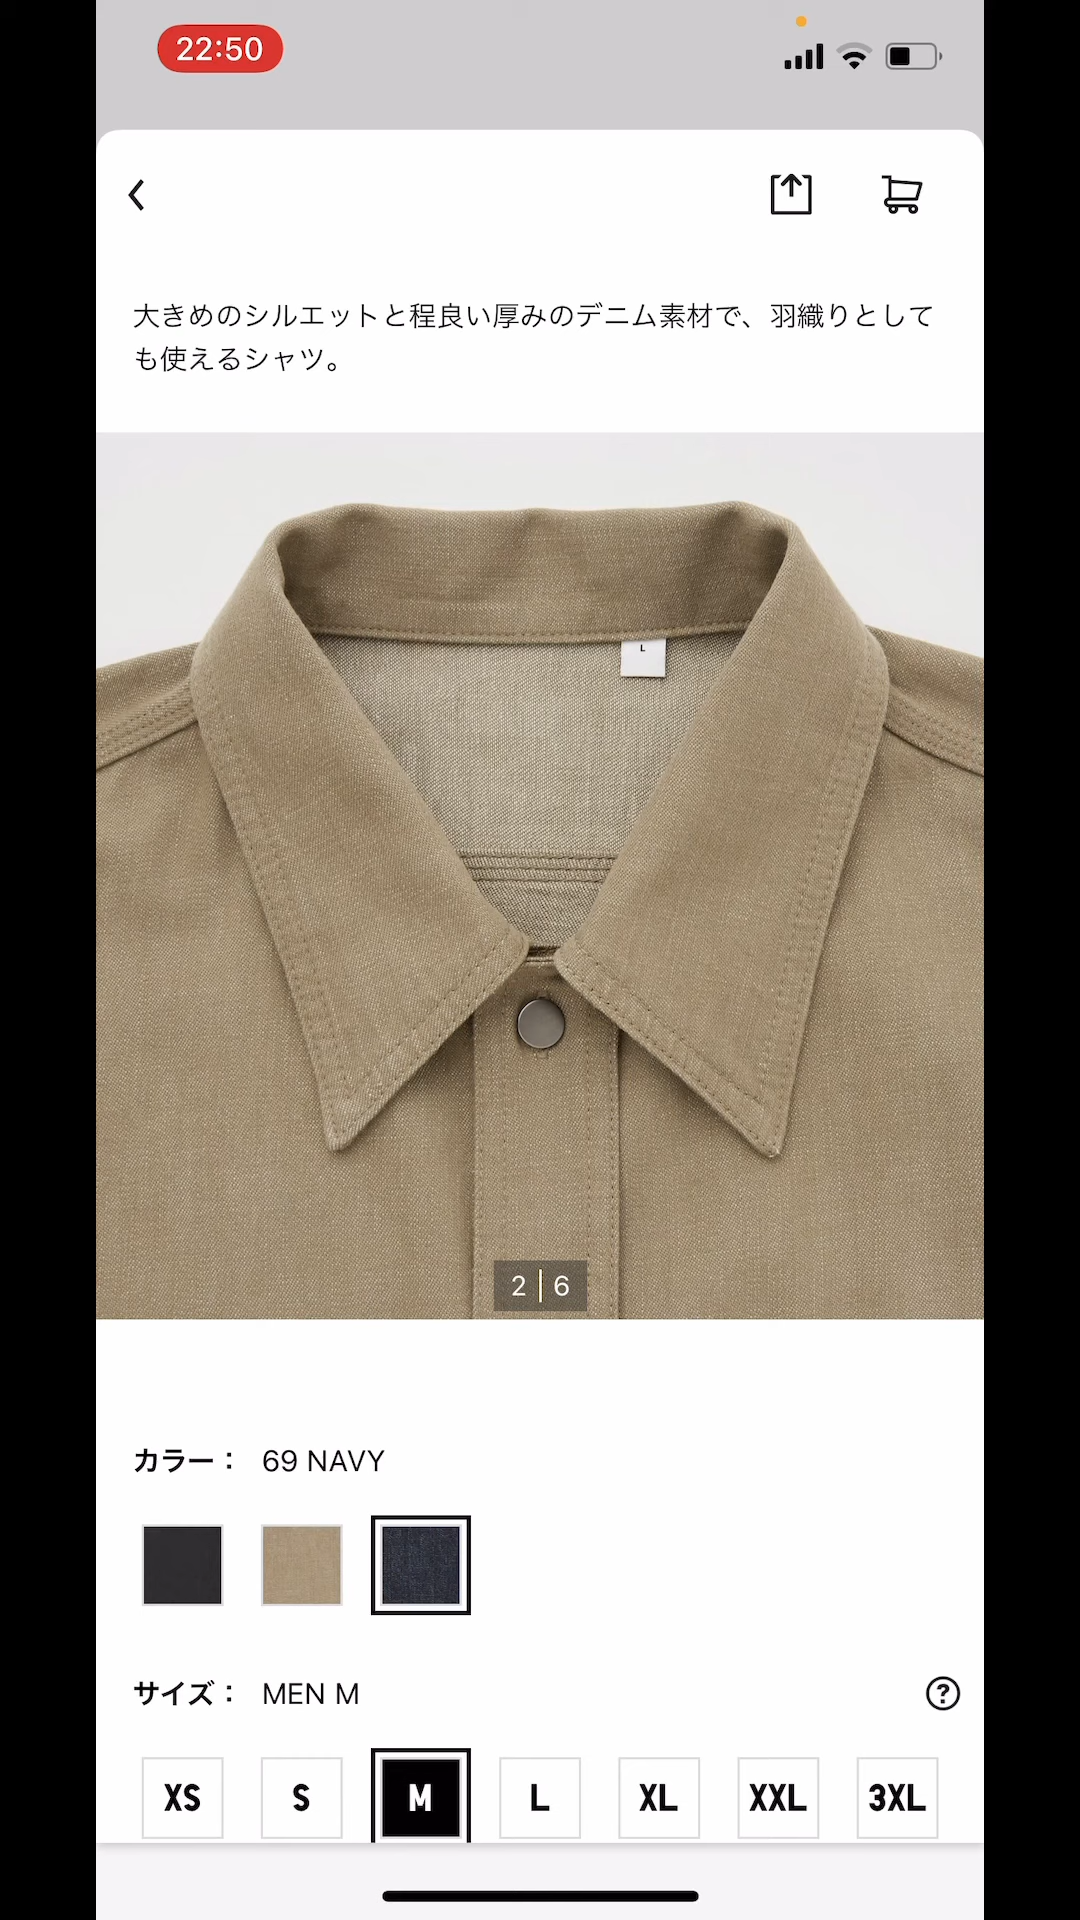 22:50
大きめのシルエットと程良い厚みのデニム素材で、羽織りとして
も使えるシャツ。
L
2 | 6
カラー： 69 NAVY
サイズ： MEN M
?
XS S M L XL XXL 3XL